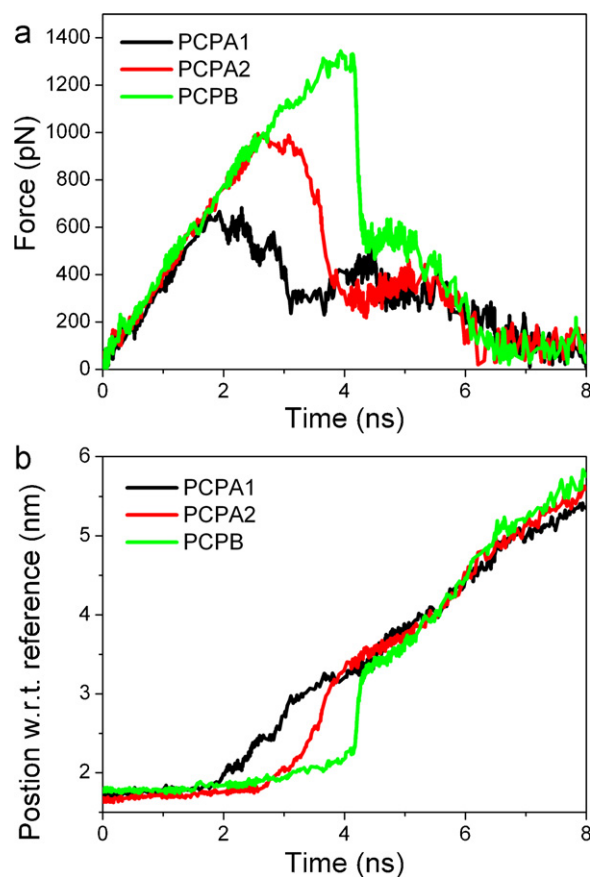 a
1400
1200
1000
800
600
400
200
0
Force (pN)
PCPA1
PCPA2
PCPB
0 2 4 6 8
Time (ns)
b
6
5
4
3
2
Postion w.r.t. reference (nm)
PCPA1
PCPA2
PCPB
0 2 4 6 8
Time (ns)